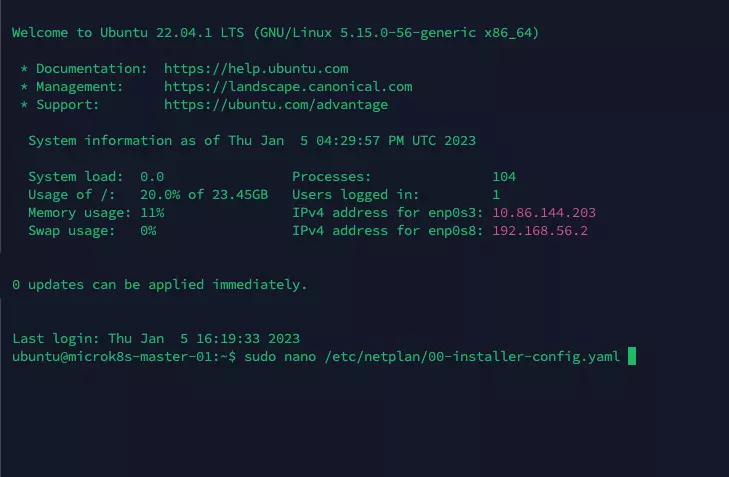 Welcome to Ubuntu 22.04.1 LTS (GNU/Linux 5.15.0-56-generic x86_64)
* Documentation: https://help.ubuntu.com
* Management: https://landscape.canonical.com
* Support: https://ubuntu.com/advantage
System information as of Thu Jan 5 04:29:57 PM UTC 2023
System load: 0.0 Processes: 104
Usage of /: 20.0% of 23.45GB Users logged in: 1
Memory usage: 11% IPv4 address for enp0s3: 10.86.144.203
Swap usage: 0% IPv4 address for enp0s8: 192.168.56.2
0 updates can be applied immediately.
Last login: Thu Jan 5 16:19:33 2023
ubuntu@microk8s-master-01:~$ sudo nano /etc/netplan/00-installer-config.yaml